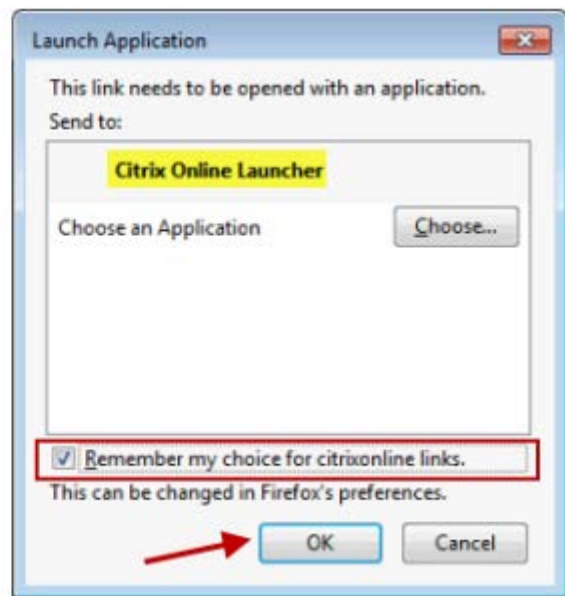 Launch Application
This link needs to be opened with an application.
Send to:
Citrix Online Launcher
Choose an Application
Choose...
Remember my choice for citrixonline links.
This can be changed in Firefox's preferences.
OK
Cancel